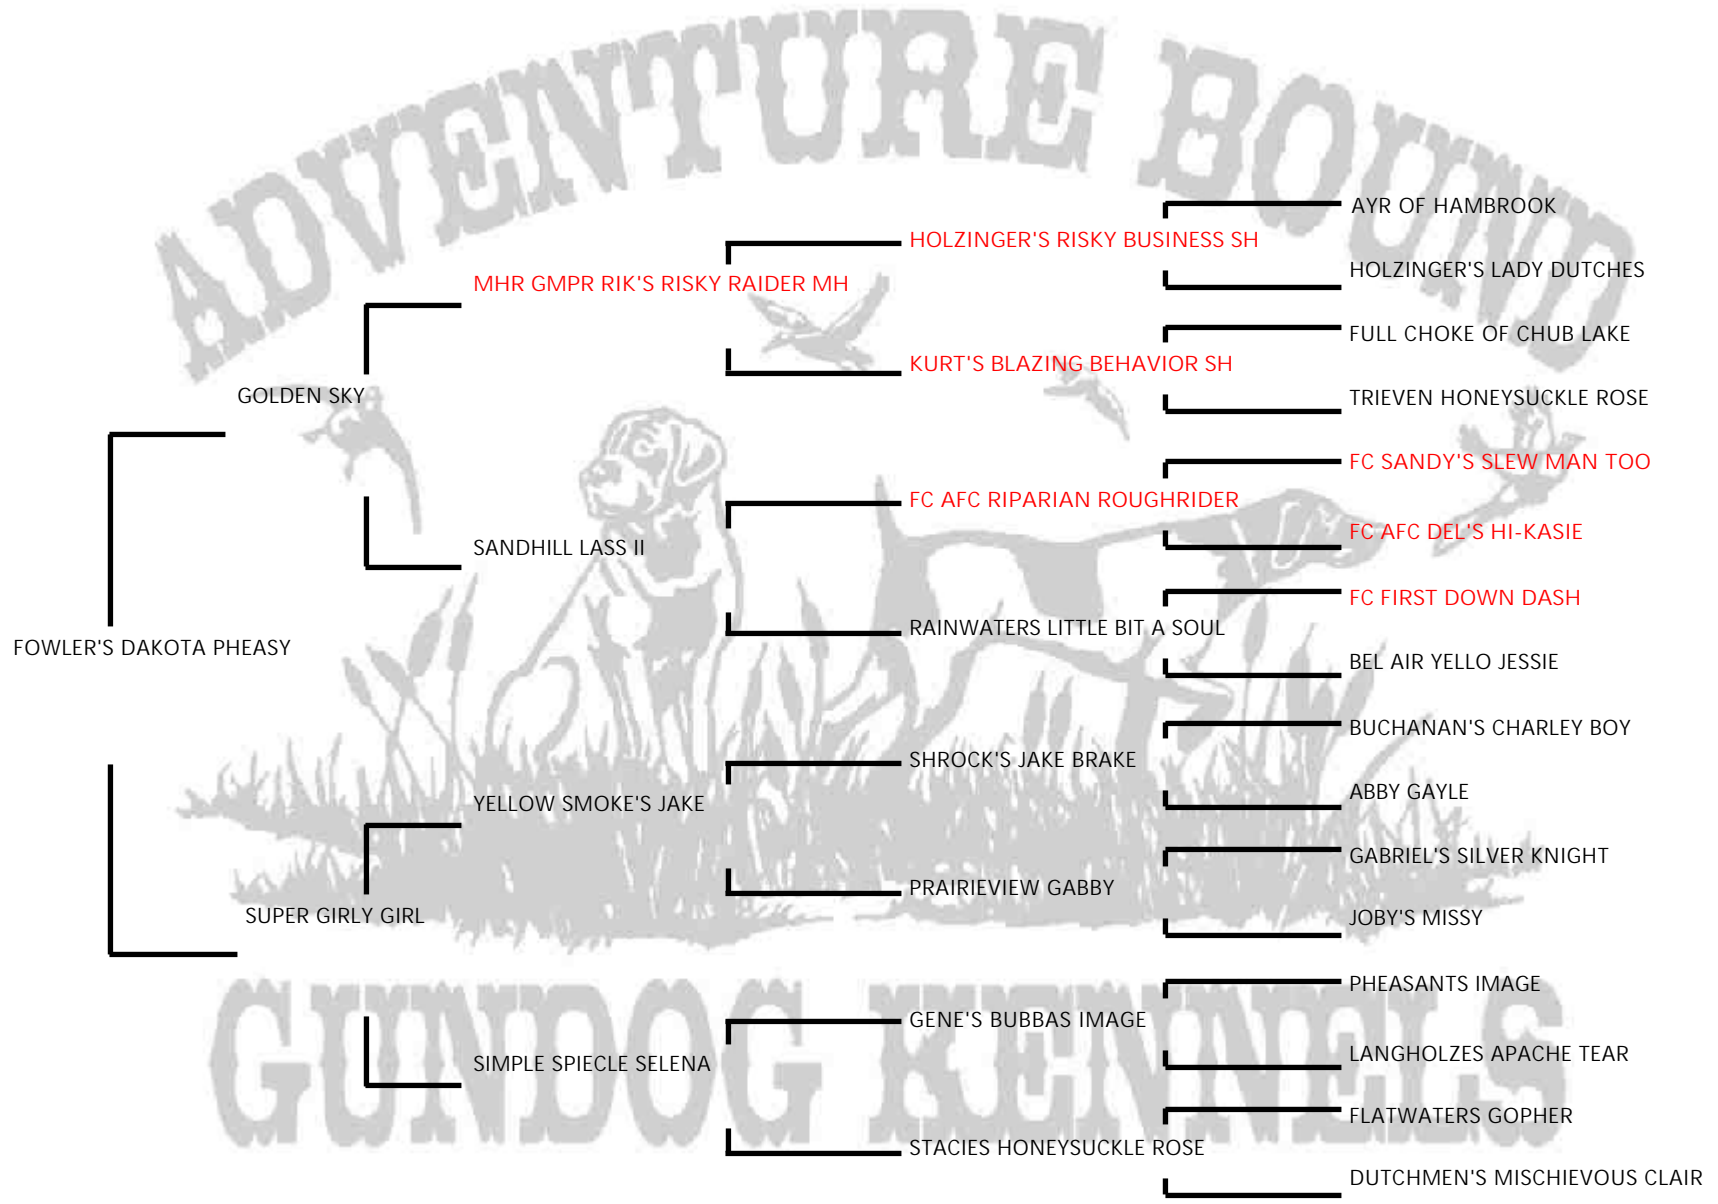 ADVENTURE BOUND
AYR OF HAMBROOK
HOLZINGER'S RISKY BUSINESS SH
HOLZINGER'S LADY DUTCHES
MHR GMPR RIK'S RISKY RAIDER MH
FULL CHOKE OF CHUB LAKE
KURT'S BLAZING BEHAVIOR SH
GOLDEN SKY
TRIEVEN HONEYSUCKLE ROSE
FC SANDY'S SLEW MAN TOO
FC AFC RIPARIAN ROUGHRIDER
FC AFC DEL'S HI-KASIE
SANDHILL LASS II
FC FIRST DOWN DASH
RAINWATERS LITTLE BIT A SOUL
FOWLER'S DAKOTA PHEASY
BEL AIR YELLO JESSIE
BUCHANAN'S CHARLEY BOY
SHROCK'S JAKE BRAKE
ABBY GAYLE
YELLOW SMOKE'S JAKE
GABRIEL'S SILVER KNIGHT
PRAIRIEVIEW GABBY
SUPER GIRLY GIRL
JOBY'S MISSY
PHEASANTS IMAGE
GENE'S BUBBAS IMAGE
LANGHOLZES APACHE TEAR
SIMPLE SPIECLE SELENA
GUNDOG KENNELS
FLATWATERS GOPHER
STACIES HONEYSUCKLE ROSE
DUTCHMEN'S MISCHIEVOUS CLAIR